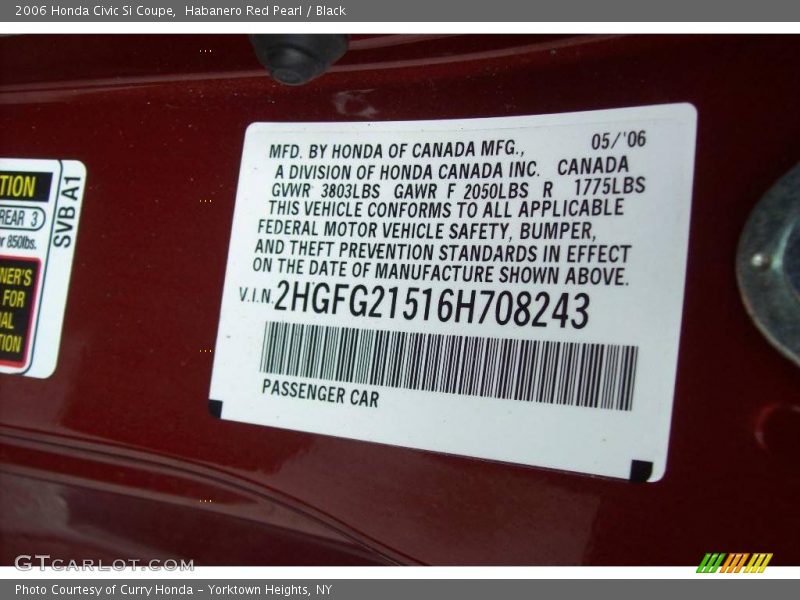 2006 Honda Civic Si Coupe, Habanero Red Pearl / Black
MFD. BY HONDA OF CANADA MFG., 05/'06
A DIVISION OF HONDA CANADA INC. CANADA
GVWR 3803LBS GAWR F 2050LBS R 1775LBS
THIS VEHICLE CONFORMS TO ALL APPLICABLE
FEDERAL MOTOR VEHICLE SAFETY, BUMPER,
AND THEFT PREVENTION STANDARDS IN EFFECT
ON THE DATE OF MANUFACTURE SHOWN ABOVE.
V.I.N. 2HGFG21516H708243
PASSENGER CAR
TION
REAR 3
or 850lbs.
NER'S
FOR
AL
TION
SVB A1
GTCARLOT.COM
Photo Courtesy of Curry Honda - Yorktown Heights, NY